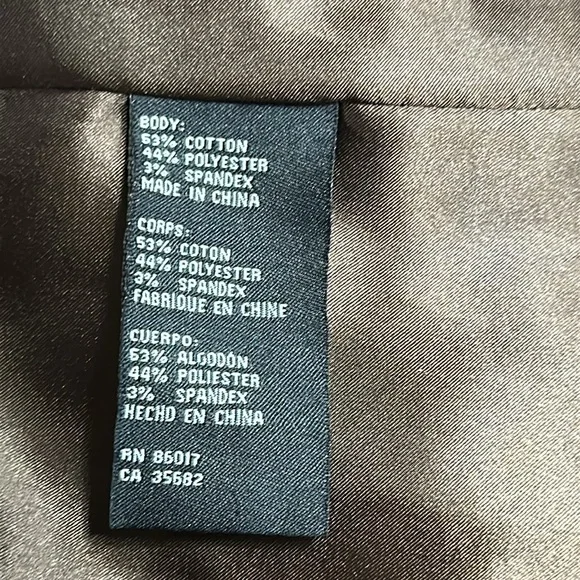 BODY:
53% COTTON
44% POLYESTER
3% SPANDEX
MADE IN CHINA
CORPS:
53% COTON
44% POLYESTER
3% SPANDEX
FABRIQUE EN CHINE
CUERPO:
53% ALGODÓN
44% POLIESTER
3% SPANDEX
HECHO EN CHINA
RN 86017
CA 35682